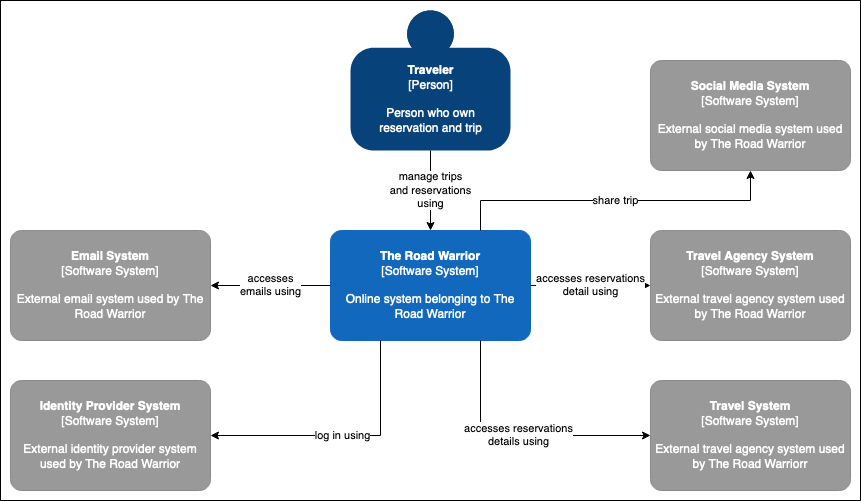 Traveler
[Person]
Person who own
reservation and trip
Social Media System
[Software System]
External social media system used
by The Road Warrior
manage trips
and reservations
using
share trip
Email System
[Software System]
External email system used by The
Road Warrior
accesses
emails using
The Road Warrior
[Software System]
Online system belonging to The
Road Warrior
accesses reservations
detail using
Travel Agency System
[Software System]
External travel agency system used
by The Road Warrior
Identity Provider System
[Software System]
External identity provider system
used by The Road Warrior
log in using
accesses reservations
details using
Travel System
[Software System]
External travel agency system used
by The Road Warriorr